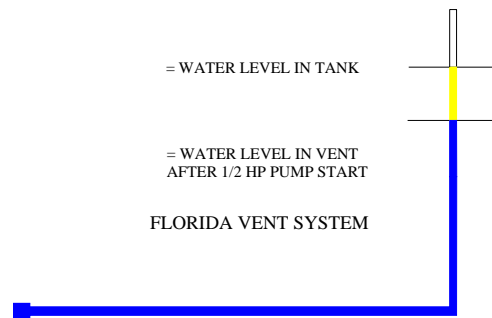 = WATER LEVEL IN TANK
= WATER LEVEL IN VENT
AFTER 1/2 HP PUMP START
FLORIDA VENT SYSTEM